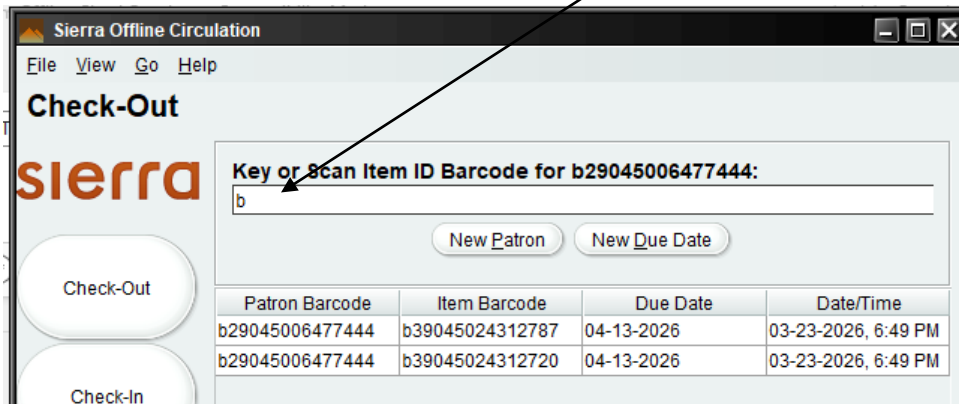 Sierra Offline Circulation
File View Go Help
Check-Out
sierra
Key or Scan Item ID Barcode for b29045006477444:
b
New Patron New Due Date
Check-Out
Patron Barcode Item Barcode Due Date Date/Time
b29045006477444 b39045024312787 04-13-2026 03-23-2026, 6:49 PM
b29045006477444 b39045024312720 04-13-2026 03-23-2026, 6:49 PM
Check-In